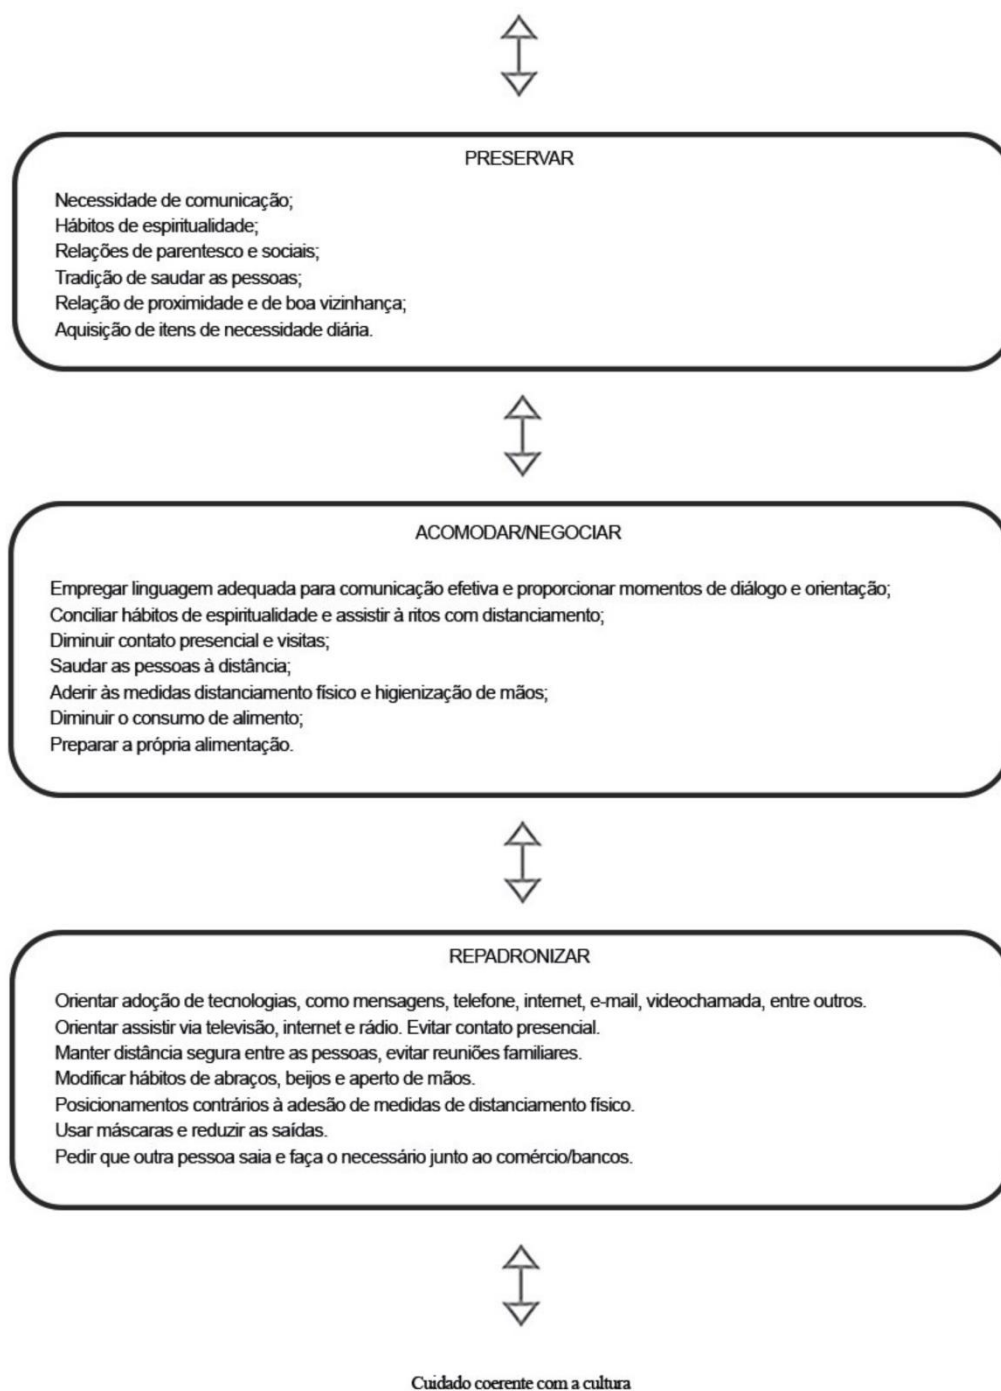 PRESERVAR
Necessidade de comunicação;
Hábitos de espiritualidade;
Relações de parentesco e sociais;
Tradição de saudar as pessoas;
Relação de proximidade e de boa vizinhança;
Aquisição de itens de necessidade diária.
ACOMODAR/NEGOCIAR
Empregar linguagem adequada para comunicação efetiva e proporcionar momentos de diálogo e orientação;
Conciliar hábitos de espiritualidade e assistir à ritos com distanciamento;
Diminuir contato presencial e visitas;
Saudar as pessoas à distância;
Aderir às medidas distanciamento físico e higienização de mãos;
Diminuir o consumo de alimento;
Preparar a própria alimentação.
REPADRONIZAR
Orientar adoção de tecnologias, como mensagens, telefone, internet, e-mail, videochamada, entre outros.
Orientar assistir via televisão, internet e rádio. Evitar contato presencial.
Manter distância segura entre as pessoas, evitar reuniões familiares.
Modificar hábitos de abraços, beijos e aperto de mãos.
Posicionamentos contrários à adesão de medidas de distanciamento físico.
Usar máscaras e reduzir as saídas.
Pedir que outra pessoa saia e faça o necessário junto ao comércio/bancos.
Cuidado coerente com a cultura